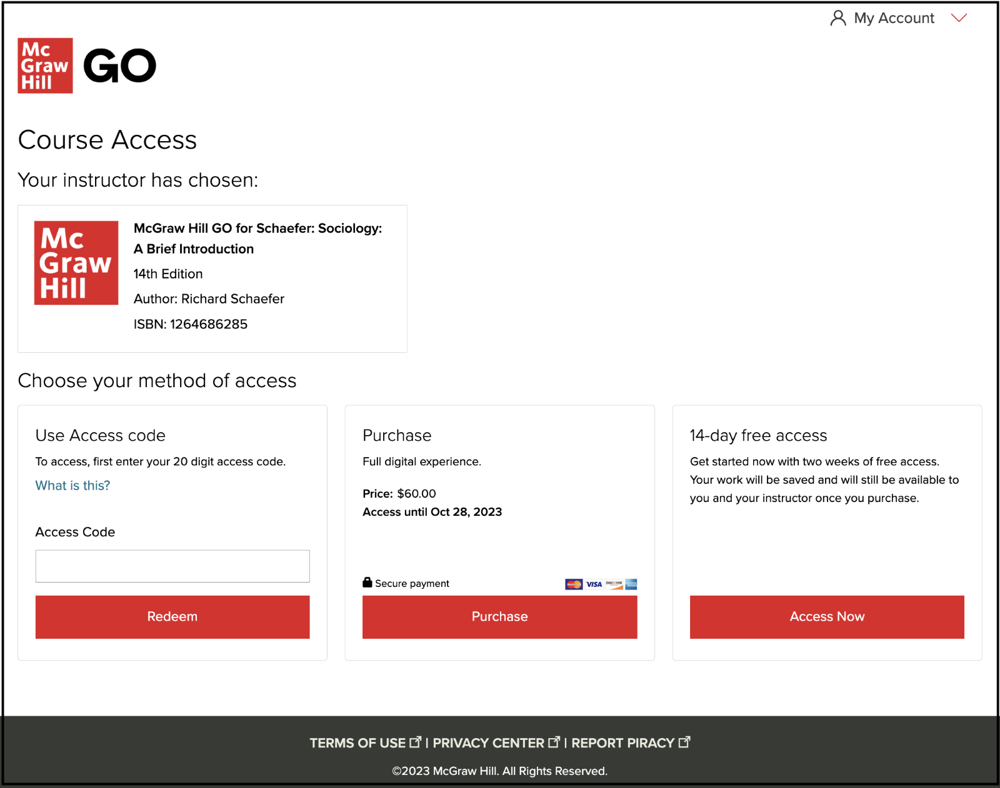 My Account
Mc
Graw
Hill
GO
Course Access
Your instructor has chosen:
Mc
Graw
Hill
McGraw Hill GO for Schaefer: Sociology:
A Brief Introduction
14th Edition
Author: Richard Schaefer
ISBN: 1264686285
Choose your method of access
Use Access code
To access, first enter your 20 digit access code.
What is this?
Access Code
Redeem
Purchase
Full digital experience.
Price: $60.00
Access until Oct 28, 2023
Secure payment
VISA
DISCOVER
Purchase
14-day free access
Get started now with two weeks of free access.
Your work will be saved and will still be available to
you and your instructor once you purchase.
Access Now
TERMS OF USE | PRIVACY CENTER | REPORT PIRACY
©2023 McGraw Hill. All Rights Reserved.